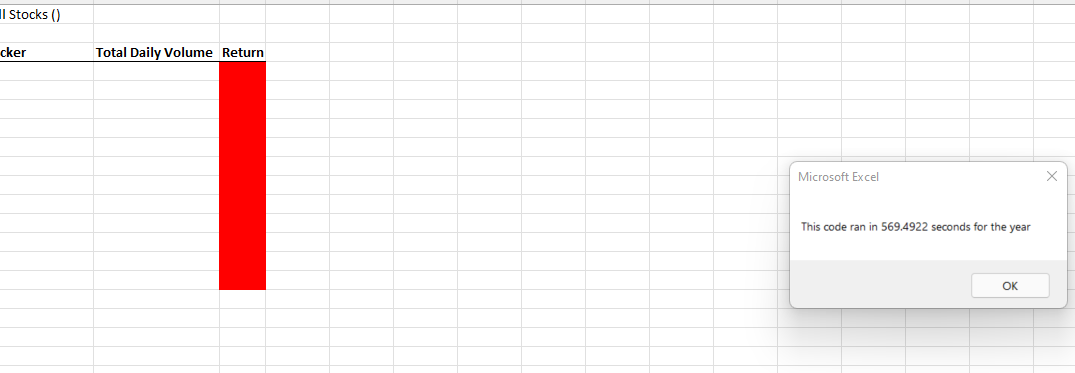 ll Stocks ()
cker Total Daily Volume Return
Microsoft Excel
This code ran in 569.4922 seconds for the year
OK